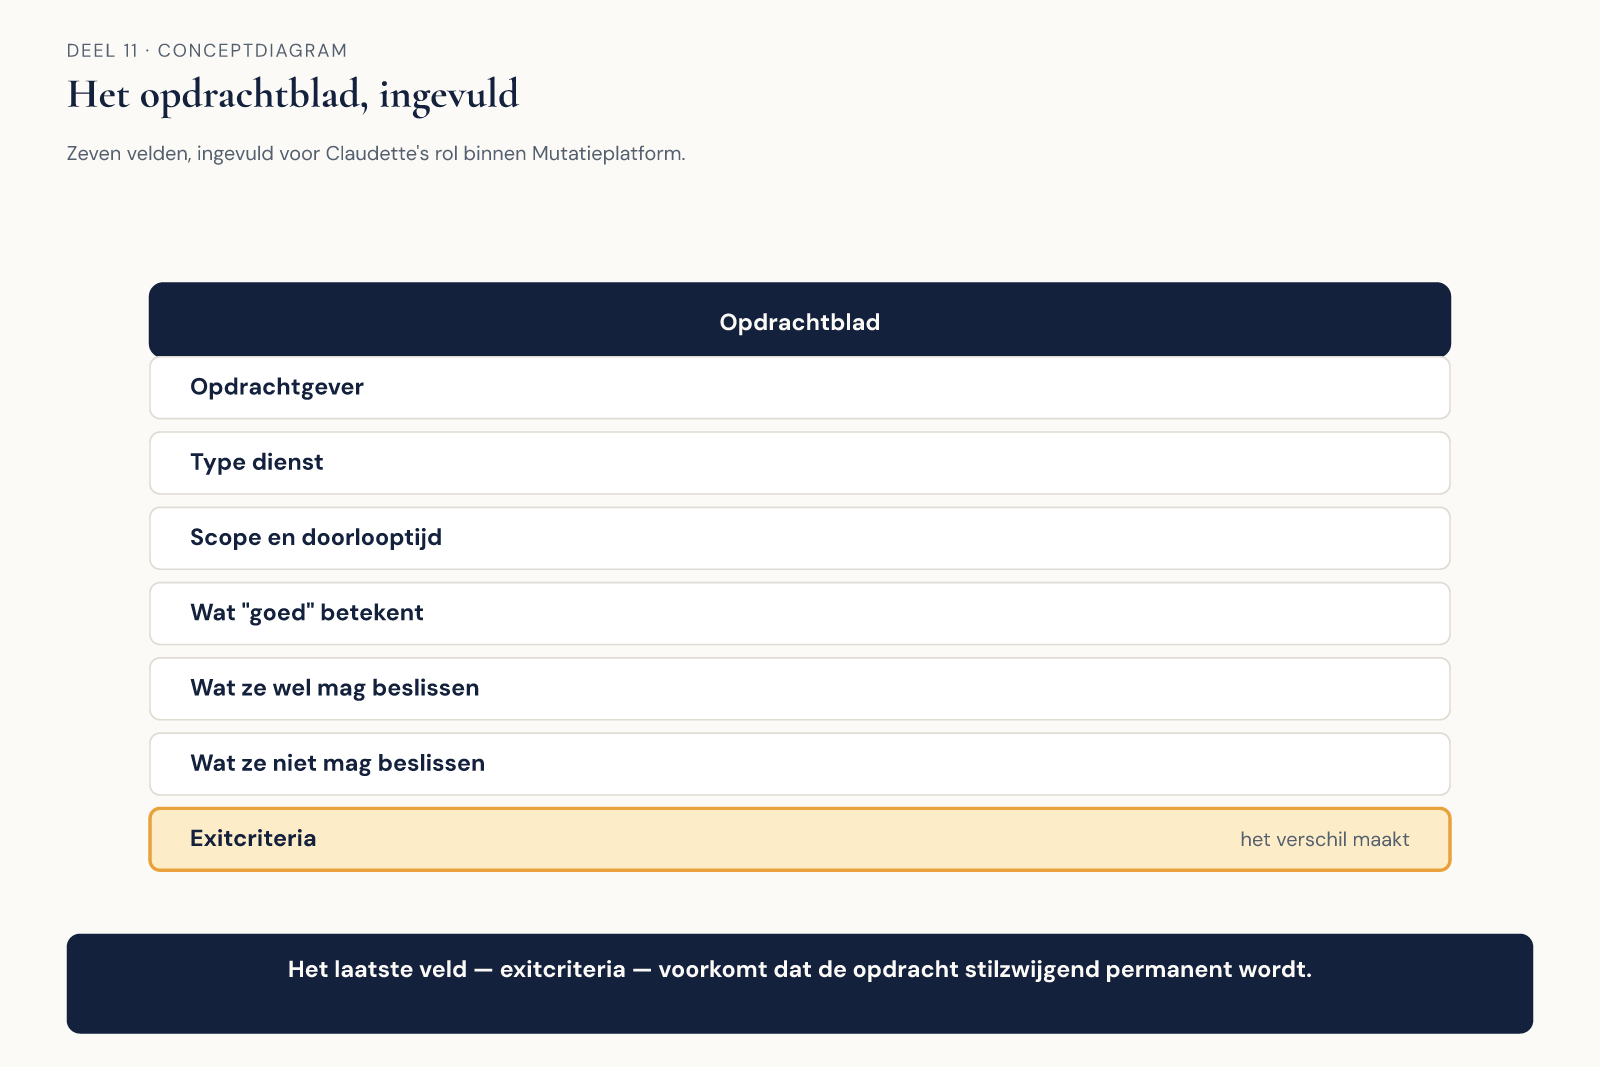 DEEL 11 · CONCEPTDIAGRAM
Het opdrachtblad, ingevuld
Zeven velden, ingevuld voor Claudette's rol binnen Mutatieplatform.
Opdrachtblad
Opdrachtgever
Type dienst
Scope en doorlooptijd
Wat "goed" betekent
Wat ze wel mag beslissen
Wat ze niet mag beslissen
Exitcriteria
het verschil maakt
Het laatste veld — exitcriteria — voorkomt dat de opdracht stilzwijgend permanent wordt.